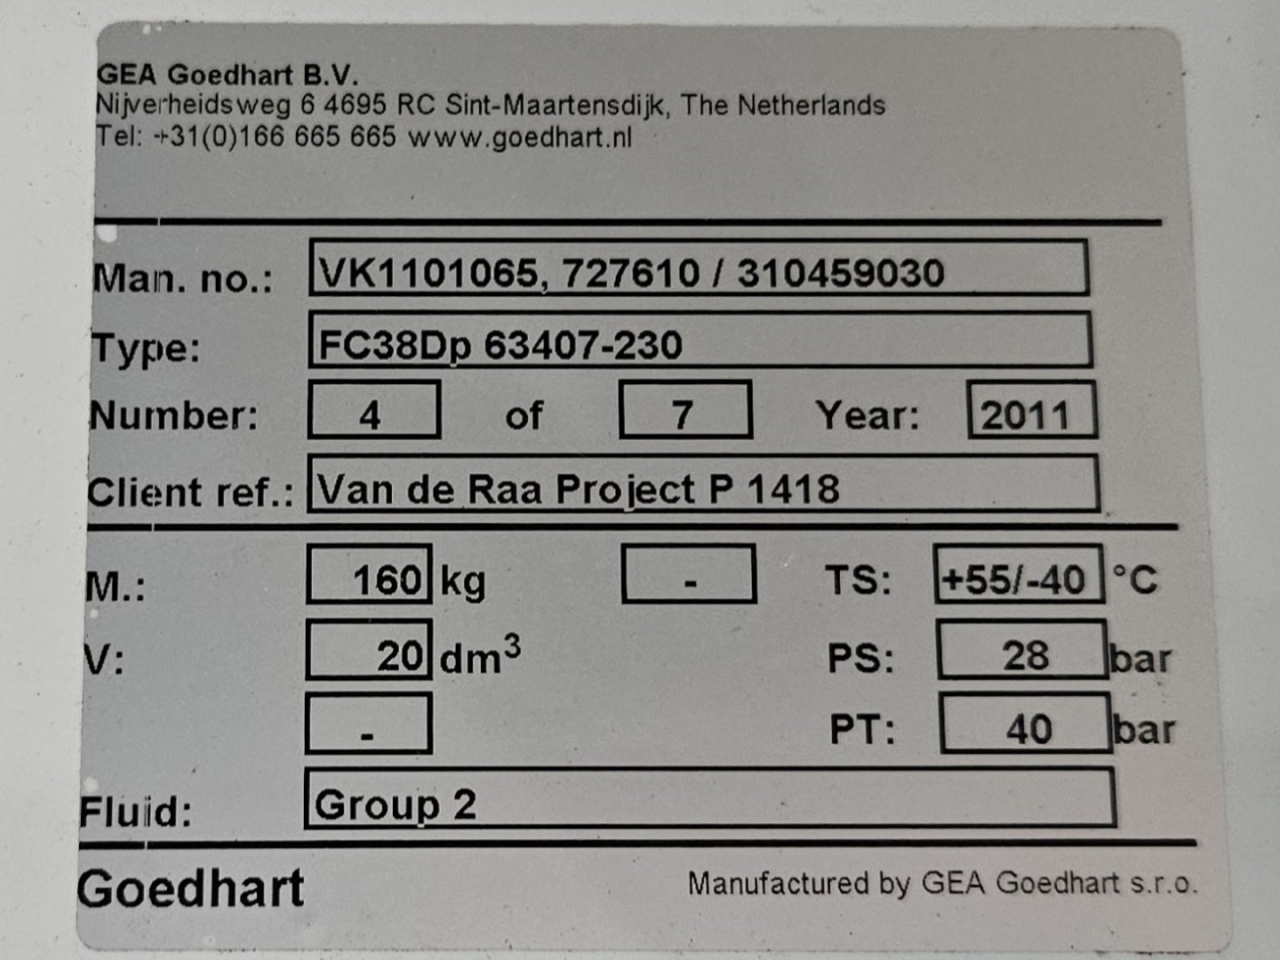 GEA Goedhart B.V.
Nijverheidsweg 6 4695 RC Sint-Maartensdijk, The Netherlands
Tel: +31(0)166 665 665 www.goedhart.nl
Man. no.: VK1101065, 727610 / 310459030
Type: FC38Dp 63407-230
Number: 4 of 7 Year: 2011
Client ref.: Van de Raa Project P 1418
M.: 160 kg - TS: +55/-40 °C
V: 20 dm³ PS: 28 bar
- PT: 40 bar
Fluid: Group 2
Goedhart Manufactured by GEA Goedhart s.r.o.